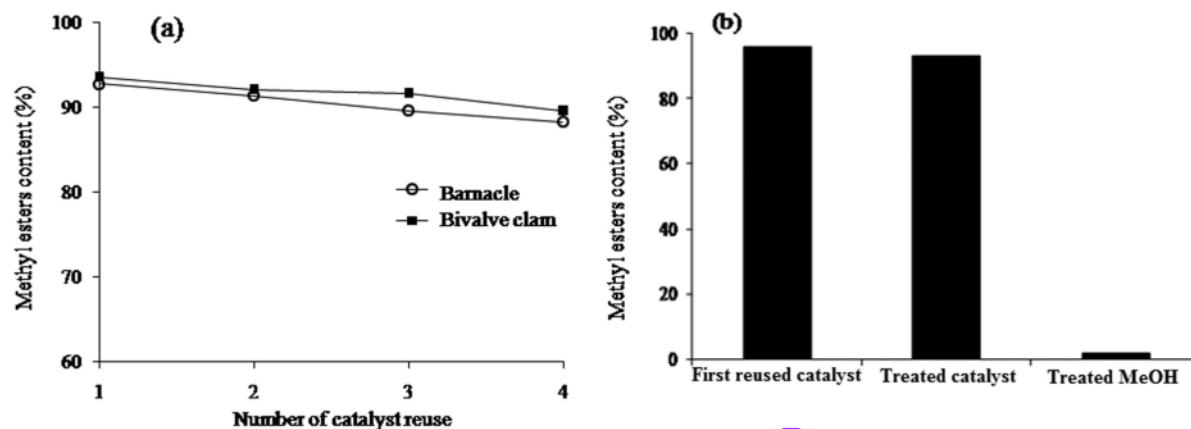 (a)
100
90
80
70
60
Methyl esters content (%)
Barnacle
Bivalve clam
1 2 3 4
Number of catalyst reuse
(b)
100
80
60
40
20
0
Methyl esters content (%)
First reused catalyst Treated catalyst Treated MeOH